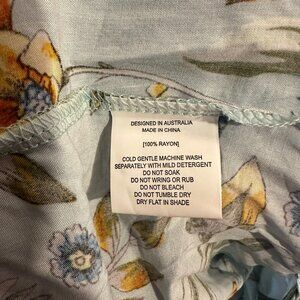 DESIGNED IN AUSTRALIA
MADE IN CHINA
[100% RAYON]
COLD GENTLE MACHINE WASH
SEPARATELY WITH MILD DETERGENT
DO NOT SOAK
DO NOT WRING OR RUB
DO NOT BLEACH
DO NOT TUMBLE DRY
DRY FLAT IN SHADE